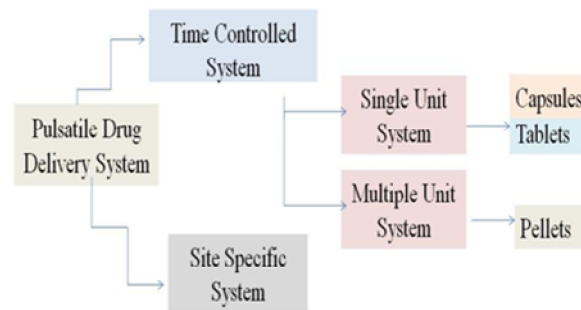 Time Controlled
System
Pulsatile Drug
Delivery System
Single Unit
System
Capsules
Tablets
Multiple Unit
System
Pellets
Site Specific
System